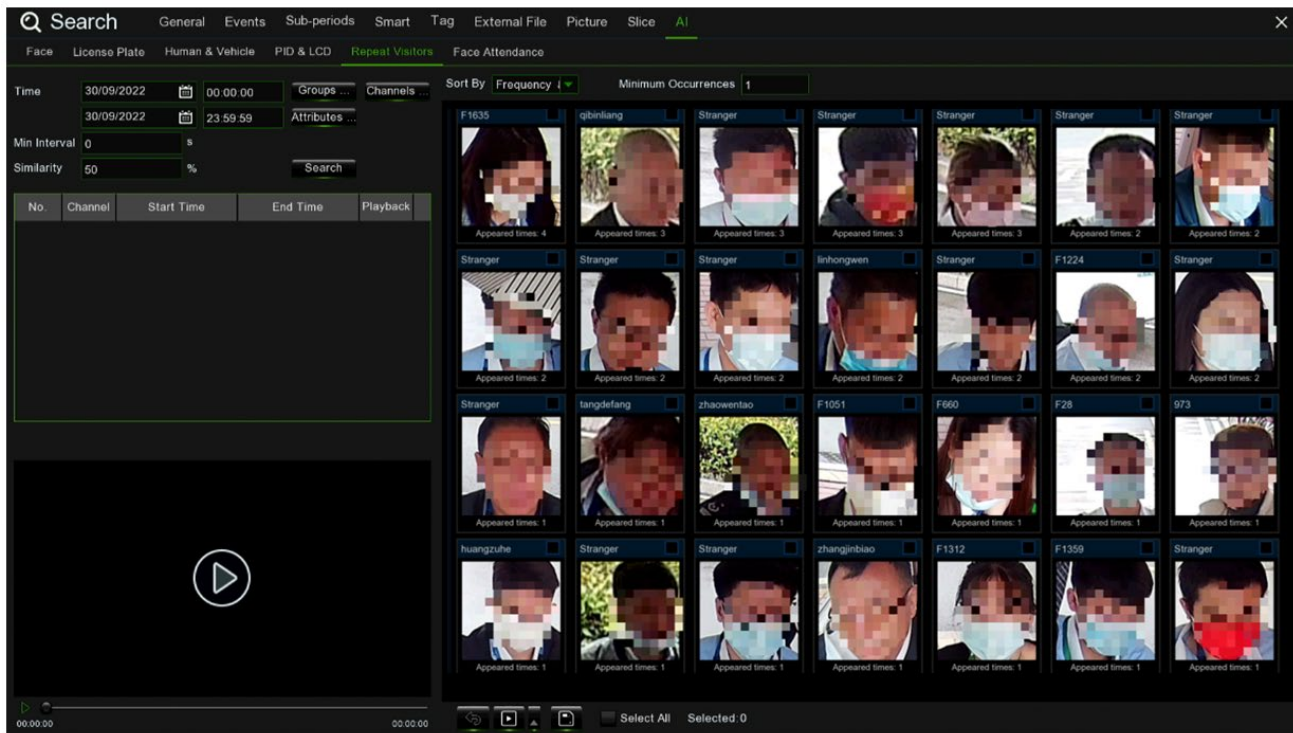 Search General Events Sub-periods Smart Tag External File Picture Slice AI
Face License Plate Human & Vehicle PID & LCD Repeat Visitors Face Attendance
Time 30/09/2022 00:00:00 Groups ... Channels ...
30/09/2022 23:59:59 Attributes ...
Min Interval 0 s
Similarity 50 % Search
No. Channel Start Time End Time Playback
00:00:00 00:00:00
Sort By Frequency Minimum Occurrences 1
F1635 qibinliang Stranger Stranger Stranger Stranger Stranger
Appeared times: 4 Appeared times: 3 Appeared times: 3 Appeared times: 3 Appeared times: 3 Appeared times: 2 Appeared times: 2
Stranger Stranger Stranger linhongwen Stranger F1224 Stranger
Appeared times: 2 Appeared times: 2 Appeared times: 2 Appeared times: 2 Appeared times: 2 Appeared times: 2 Appeared times: 2
Stranger tangdefang zhaowentao F1051 F660 F28 973
Appeared times: 1 Appeared times: 1 Appeared times: 1 Appeared times: 1 Appeared times: 1 Appeared times: 1 Appeared times: 1
huangzuhe Stranger Stranger zhangjinbiao F1312 F1359 Stranger
Appeared times: 1 Appeared times: 1 Appeared times: 1 Appeared times: 1 Appeared times: 1 Appeared times: 1 Appeared times: 1
Select All Selected:0